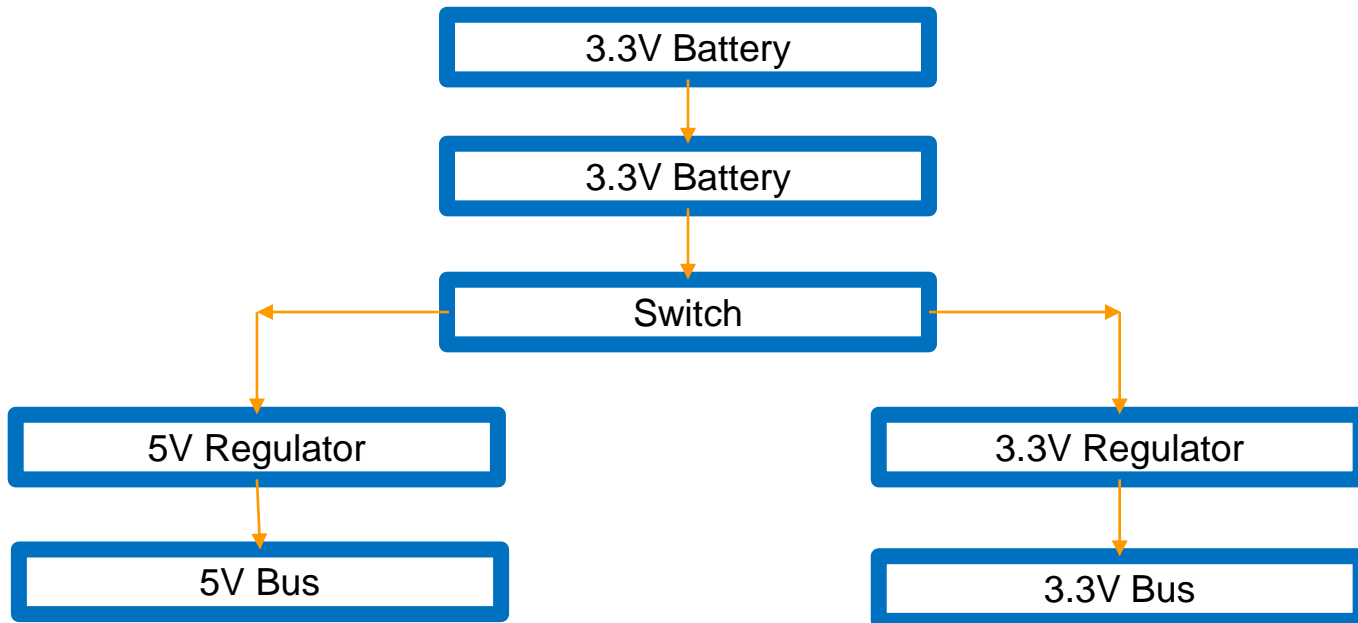 3.3V Battery
3.3V Battery
Switch
5V Regulator
3.3V Regulator
5V Bus
3.3V Bus